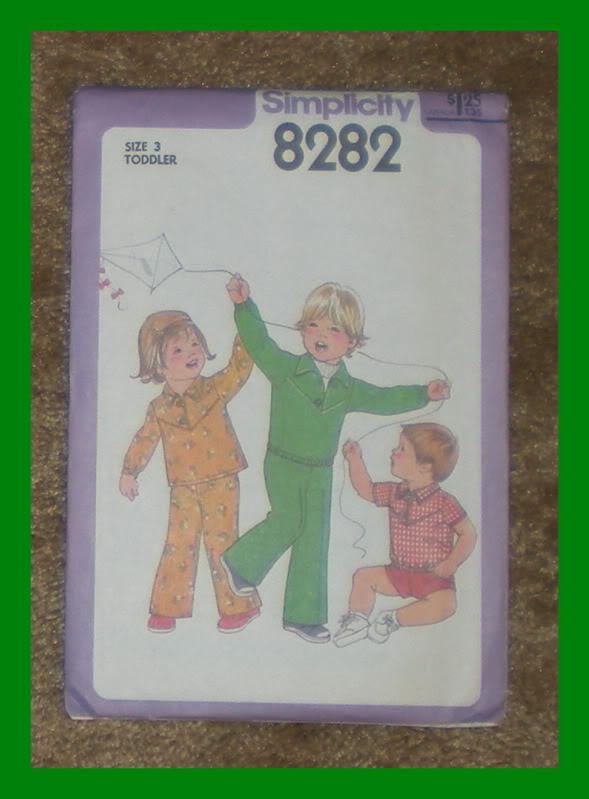 Simplicity
8282
SIZE 3
TODDLER
$1.25